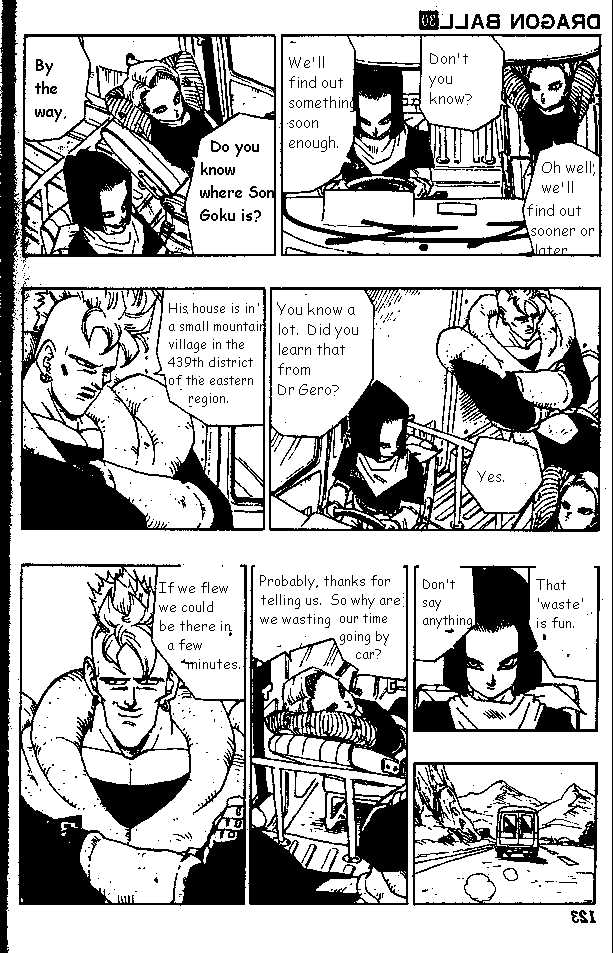 DRAGON BALL 30
By
the
way,
Do you
know
where Son
Goku is?
We'll
find out
something
soon
enough.
Don't
you
know?
Oh well,
we'll
find out
sooner or
later
His house is in
a small mountain
village in the
439th district
of the eastern
region.
You know a
lot. Did you
learn that
from
Dr Gero?
Yes.
If we flew
we could
be there in
a few
minutes.
Probably, thanks for
telling us. So why are
we wasting our time
going by
car?
Don't
say
anything
That
'waste'
is fun.
123